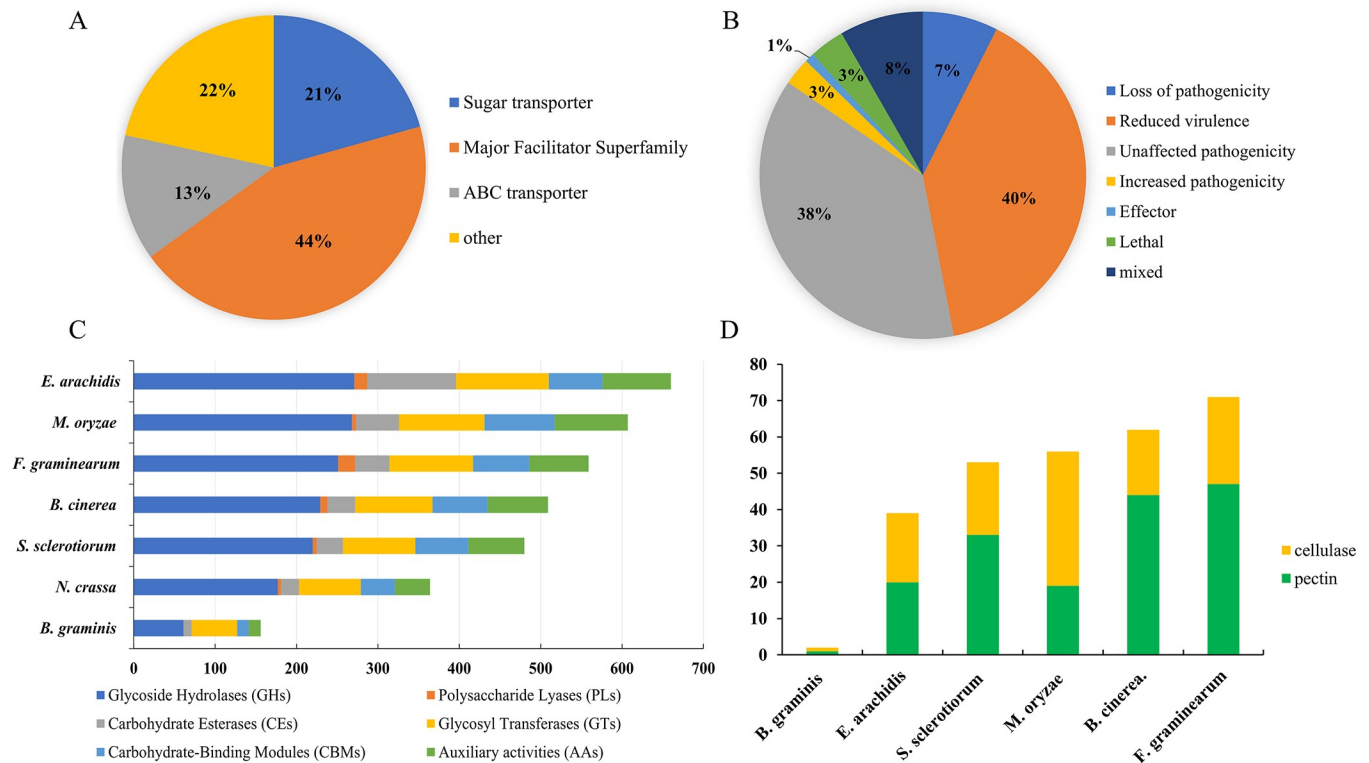 A
22%
21%
13%
44%
Sugar transporter
Major Facilitator Superfamily
ABC transporter
other
B
1%
3%
3%
8%
7%
38%
40%
Loss of pathogenicity
Reduced virulence
Unaffected pathogenicity
Increased pathogenicity
Effector
Lethal
mixed
C
E. arachidis
M. oryzae
F. graminearum
B. cinerea
S. sclerotiorum
N. crassa
B. graminis
0 100 200 300 400 500 600 700
Glycoside Hydrolases (GHs)
Polysaccharide Lyases (PLs)
Carbohydrate Esterases (CEs)
Glycosyl Transferases (GTs)
Carbohydrate-Binding Modules (CBMs)
Auxiliary activities (AAs)
D
80
70
60
50
40
30
20
10
0
B. graminis
E. arachidis
S. sclerotiorum
M. oryzae
B. cinerea.
F. graminearum
cellulase
pectin